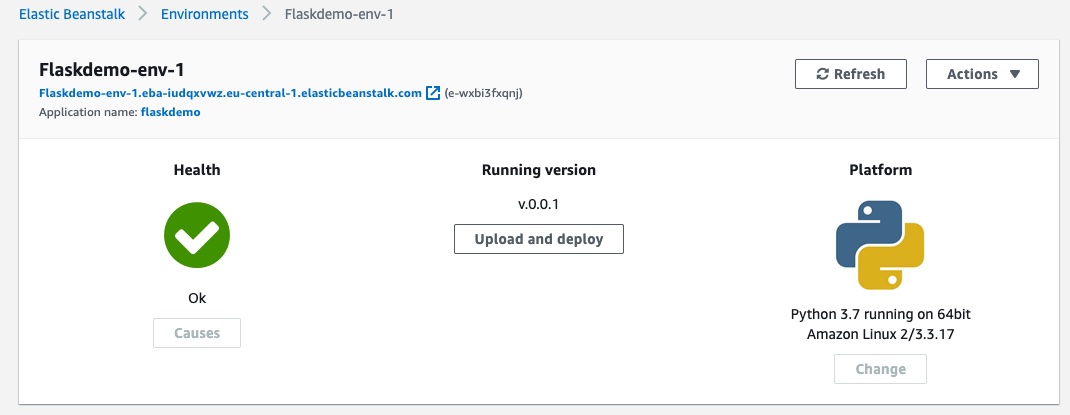 Elastic Beanstalk > Environments > Flaskdemo-env-1
Flaskdemo-env-1
Refresh
Actions
Flaskdemo-env-1.eba-iudqxvwz.eu-central-1.elasticbeanstalk.com (e-wxbi3fxqnj)
Application name: flaskdemo
Health
Running version
Platform
v.0.0.1
Upload and deploy
Ok
Causes
Python 3.7 running on 64bit
Amazon Linux 2/3.3.17
Change